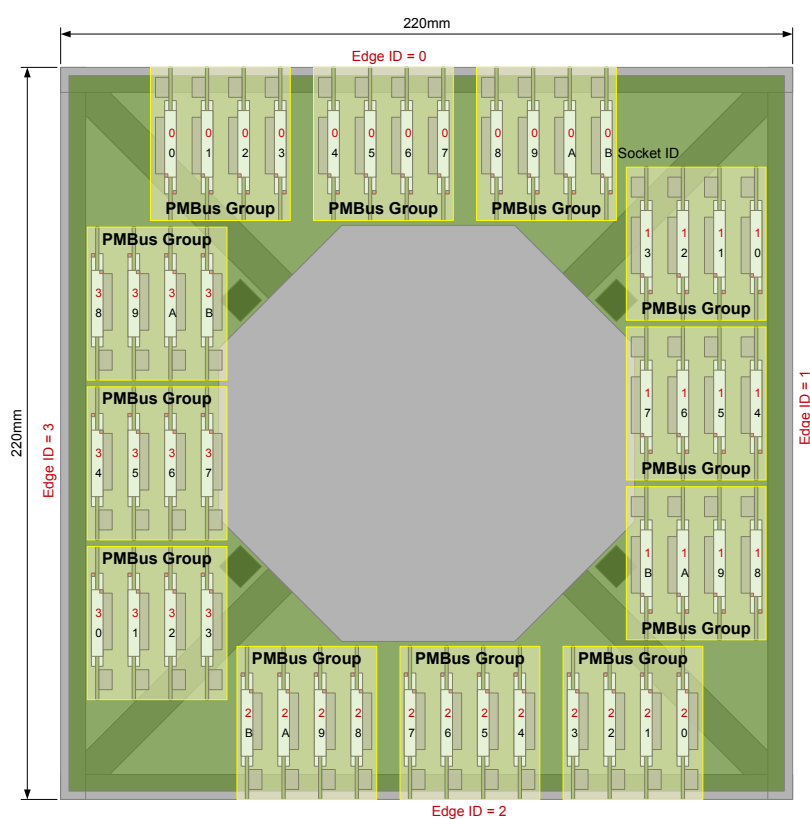 220mm
Edge ID = 0
0 0 0 0 0 0 0 0 0 0 0 0
0 1 2 3 4 5 6 7 8 9 A B Socket ID
PMBus Group PMBus Group PMBus Group
PMBus Group
1 1 1 1
3 2 1 0
PMBus Group
3 3 3 3
8 9 A B
PMBus Group
1 1 1 1
7 6 5 4
PMBus Group
3 3 3 3
4 5 6 7
220mm
Edge ID = 3
Edge ID = 1
1 1 1 1
B A 9 8
PMBus Group
PMBus Group
3 3 3 3
0 1 2 3
PMBus Group PMBus Group PMBus Group
2 2 2 2 2 2 2 2 2 2 2 2
B A 9 8 7 6 5 4 3 2 1 0
Edge ID = 2